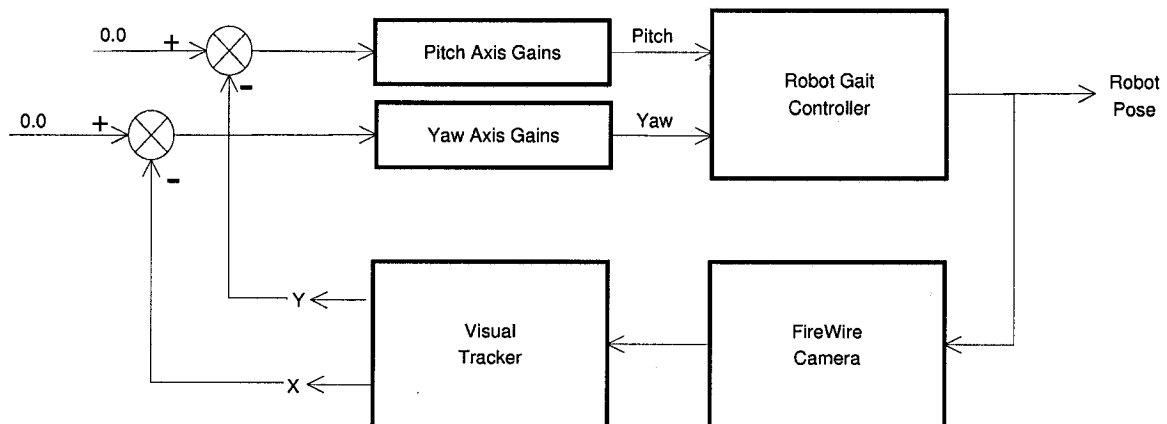 0.0
+
-
Pitch Axis Gains
Pitch
Robot Gait
Controller
Robot
Pose
0.0
+
-
Yaw Axis Gains
Yaw
Y
X
Visual
Tracker
FireWire
Camera